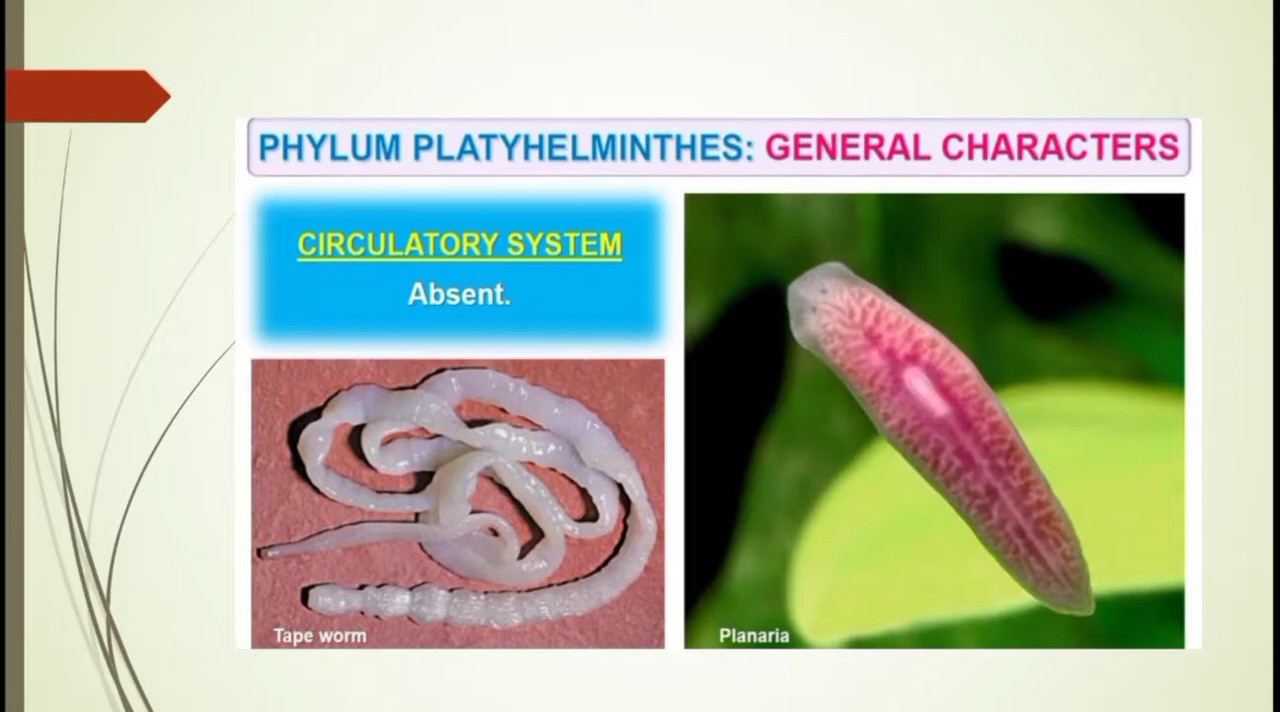 PHYLUM PLATYHELMINTHES: GENERAL CHARACTERS
CIRCULATORY SYSTEM
Absent.
Tape worm
Planaria